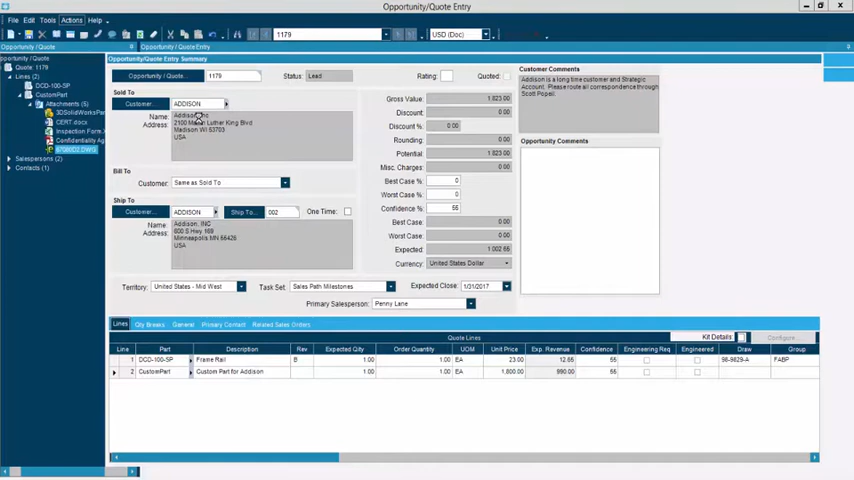 Opportunity/Quote Entry
File Edit Tools Actions Help
1179 USD (Doc)
Opportunity / Quote
Opportunity/Quote Entry
pportunity / Quote
Quote: 1179
Lines (2)
DCD-100-SP
CustomPart
Attachments (5)
3DSolidWorksPar
CERT.docx
Inspection Form.X
Confidentiality Ag
Salespersons (2)
Contacts (1)
Opportunity/Quote Entry Summary
Opportunity / Quote... 1179 Status: Lead Rating: Quoted:
Sold To
Customer... ADDISON
Name: Addison, Inc
Address: 2100 Martin Luther King Blvd
Madison WI 53703
USA
Bill To
Customer: Same as Sold To
Ship To
Customer... ADDISON Ship To... 002 One Time:
Name: Addison, INC
Address: 600 S Hwy 169
Minneapolis MN 55426
USA
Gross Value: 1,823.00
Discount: 0.00
Discount %: 0.00
Rounding: 0.00
Potential: 1,823.00
Misc. Charges: 0.00
Best Case %: 0
Worst Case %: 0
Confidence %: 55
Best Case: 0.00
Worst Case: 0.00
Expected: 1,002.65
Currency: United States Dollar
Customer Comments
Addison is a long time customer and Strategic
Account. Please route all correspondence through
Scott Popell.
Opportunity Comments
Territory: United States - Mid West Task Set: Sales Path Milestones Expected Close: 1/31/2017
Primary Salesperson: Penny Lane
Lines Qty Breaks General Primary Contact Related Sales Orders
Quote Lines Kit Details: Configure...
Line Part Description Rev Expected Qty Order Quantity UOM Unit Price Exp. Revenue Confidence Engineering Req Engineered Draw Group
1 DCD-100-SP Frame Rail B 1.00 1.00 EA 23.00 12.65 55 98-9829-A FABP
2 CustomPart Custom Part for Addison 1.00 1.00 EA 1,800.00 990.00 55